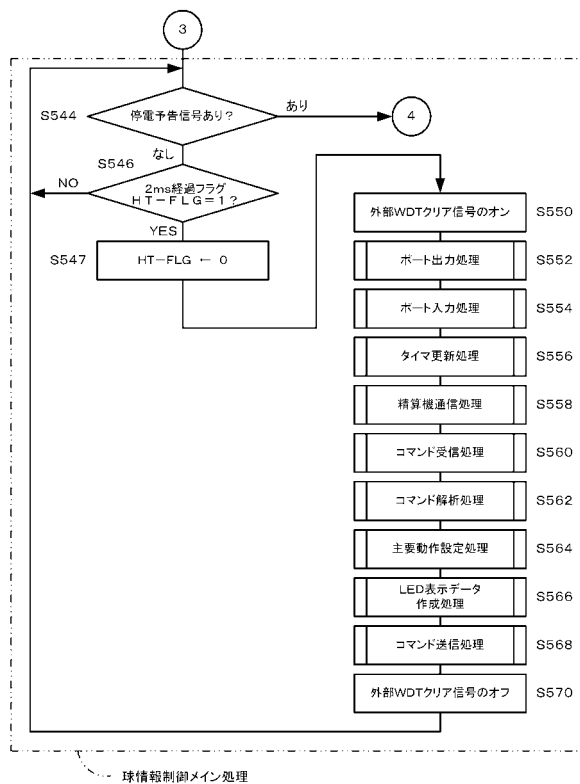 3
S544
停電予告信号あり？
あり
4
なし
S546
NO
2ms経過フラグ
HT－FLG＝1？
YES
S547
HT－FLG ← 0
外部WDTクリア信号のオン
S550
ポート出力処理
S552
ポート入力処理
S554
タイマ更新処理
S556
精算機通信処理
S558
コマンド受信処理
S560
コマンド解析処理
S562
主要動作設定処理
S564
LED表示データ
作成処理
S566
コマンド送信処理
S568
外部WDTクリア信号のオフ
S570
球情報制御メイン処理